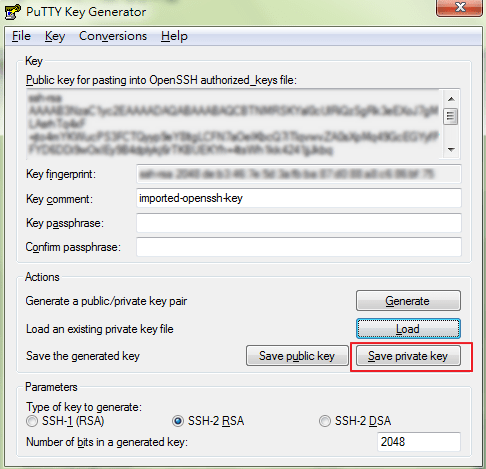 PuTTY Key Generator
File Key Conversions Help
Key
Public key for pasting into OpenSSH authorized_keys file:
ssh-rsa
Key fingerprint:
Key comment: imported-openssh-key
Key passphrase:
Confirm passphrase:
Actions
Generate a public/private key pair Generate
Load an existing private key file Load
Save the generated key Save public key Save private key
Parameters
Type of key to generate:
SSH-1 (RSA) SSH-2 RSA SSH-2 DSA
Number of bits in a generated key: 2048